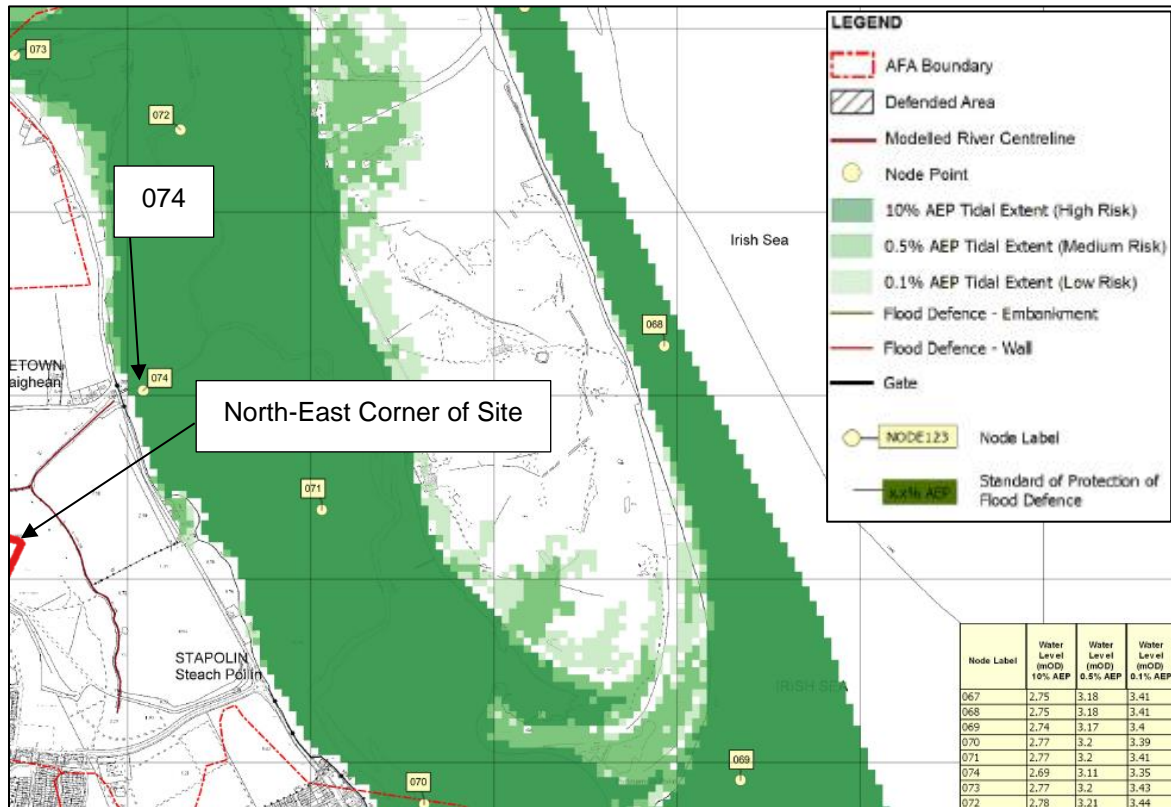 073
072
074
074
ETOWN
aighean
North-East Corner of Site
071
068
Irish Sea
STAPOLIN
Steach Pollin
IRISH SEA
070
069
LEGEND
AFA Boundary
Defended Area
Modelled River Centreline
Node Point
10% AEP Tidal Extent (High Risk)
0.5% AEP Tidal Extent (Medium Risk)
0.1% AEP Tidal Extent (Low Risk)
Flood Defence - Embankment
Flood Defence - Wall
Gate
NODE123 Node Label
x.x% AEP Standard of Protection of
Flood Defence
Node Label Water Level (mOD) 10% AEP Water Level (mOD) 0.5% AEP Water Level (mOD) 0.1% AEP
067 2.75 3.18 3.41
068 2.75 3.18 3.41
069 2.74 3.17 3.4
070 2.77 3.2 3.39
071 2.77 3.2 3.41
074 2.69 3.11 3.35
073 2.77 3.2 3.43
072 2.78 3.21 3.44